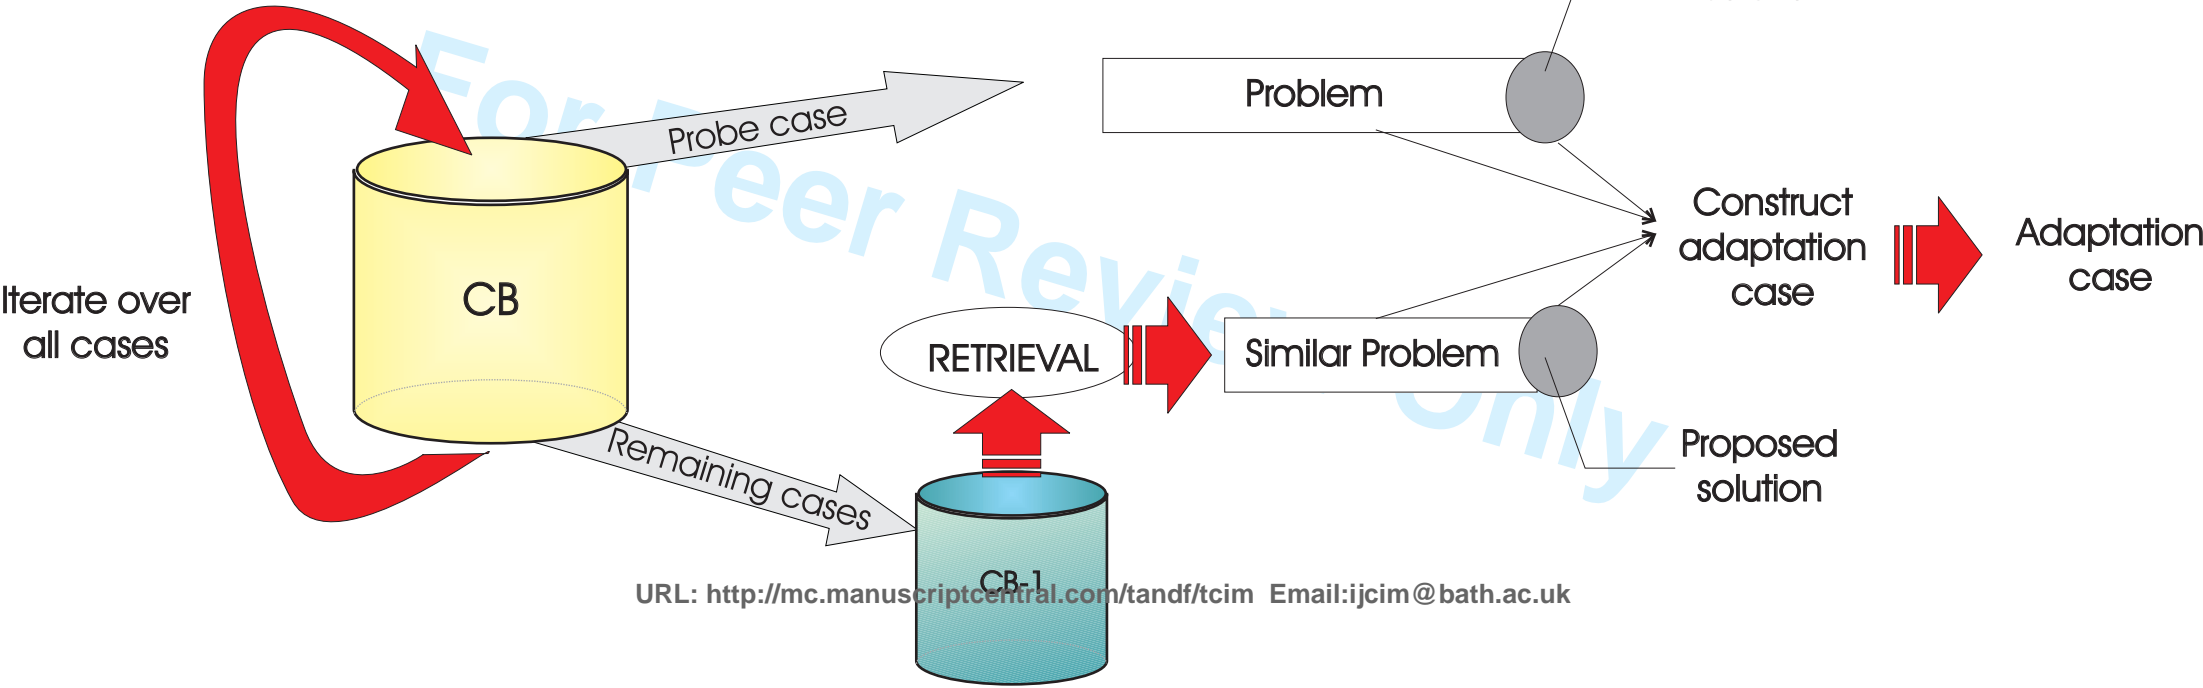 Probe case
Problem
Construct
adaptation
case
Adaptation
case
Iterate over
all cases
CB
RETRIEVAL
Similar Problem
Remaining cases
Proposed
solution
CB-1
For Peer Review Only
URL: http://mc.manuscriptcentral.com/tandf/tcim Email:ijcim@bath.ac.uk